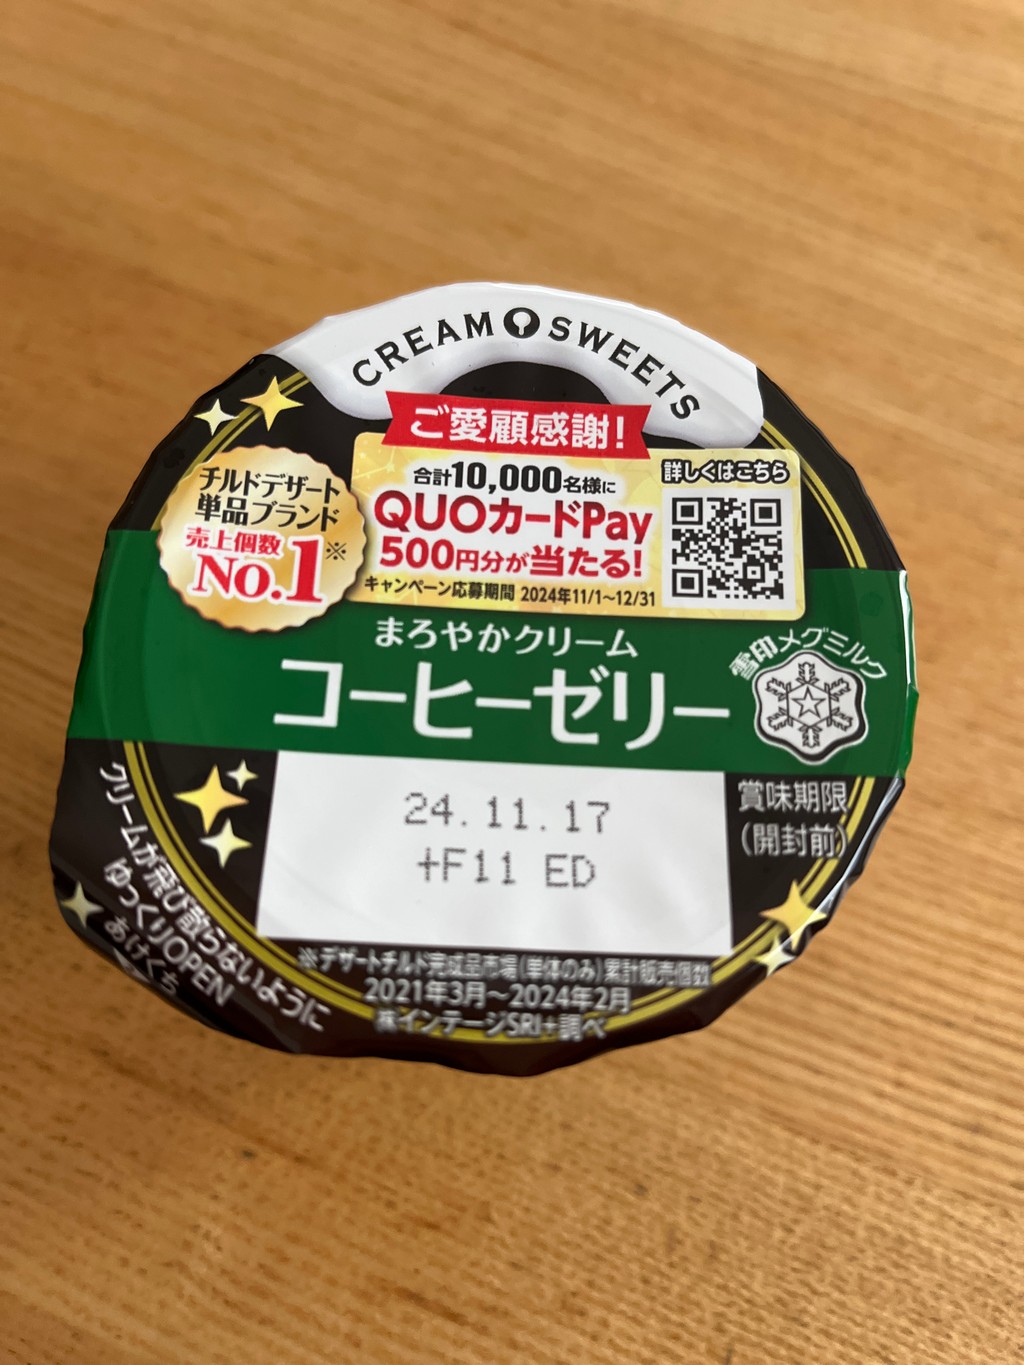 CREAM SWEETS
ご愛顧感謝!
合計10,000名様に
QUOカードPay
500円分が当たる!
キャンペーン応募期間 2024年11/1~12/31
詳しくはこちら
チルドデザート
単品ブランド
売上個数※
No.1
まろやかクリーム
コーヒーゼリー
雪印メグミルク
24.11.17
+F11 ED
賞味期限
(開封前)
クリームが飛び散らないように
ゆっくりOPEN
あけくち
※デザートチルド完成品市場(単体のみ)累計販売個数
2021年3月~2024年2月
㈱インテージSRI+調べ